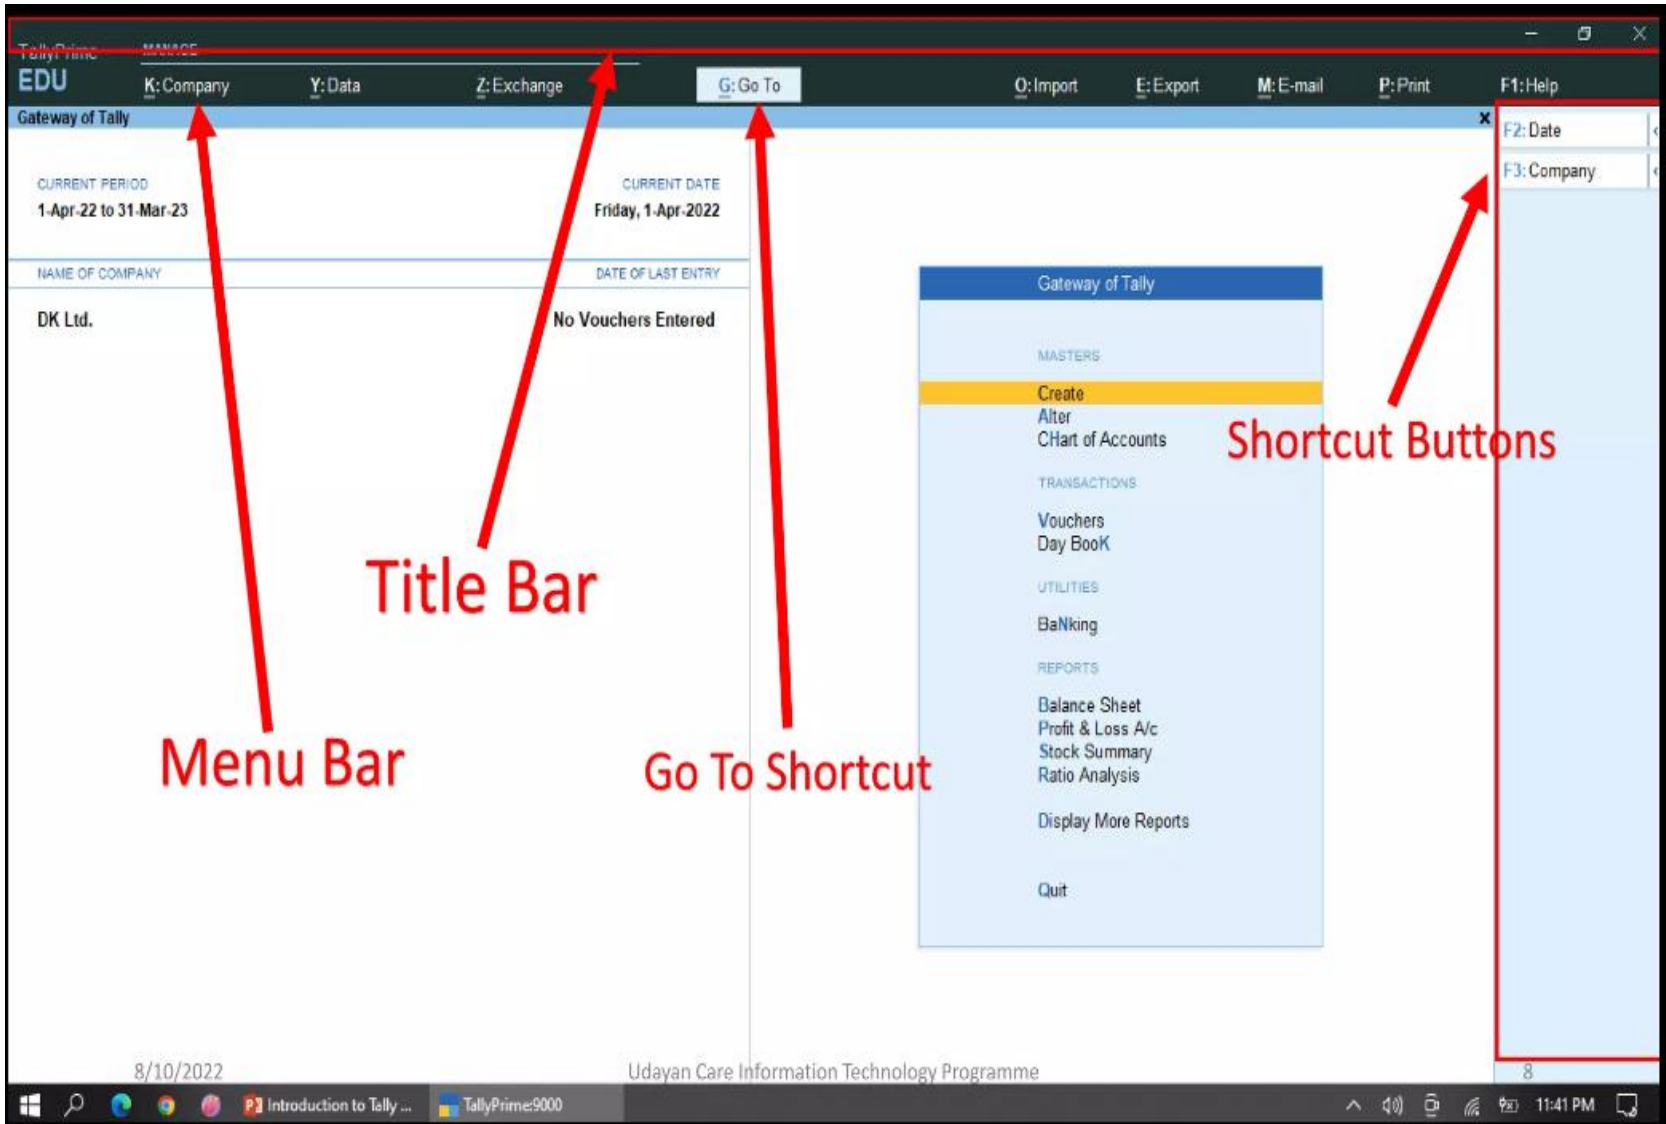 TallyPrime MANAGE
EDU K: Company Y: Data Z: Exchange G: Go To O: Import E: Export M: E-mail P: Print F1: Help
Gateway of Tally x F2: Date
F3: Company
CURRENT PERIOD CURRENT DATE
1-Apr-22 to 31-Mar-23 Friday, 1-Apr-2022
NAME OF COMPANY DATE OF LAST ENTRY
DK Ltd. No Vouchers Entered
Gateway of Tally
MASTERS
Create
Alter
CHart of Accounts
TRANSACTIONS
Vouchers
Day BooK
UTILITIES
BaNking
REPORTS
Balance Sheet
Profit & Loss A/c
Stock Summary
Ratio Analysis
Display More Reports
Quit
Shortcut Buttons
Title Bar
Menu Bar
Go To Shortcut
8/10/2022 Udayan Care Information Technology Programme 8
Introduction to Tally ... TallyPrime:9000 11:41 PM